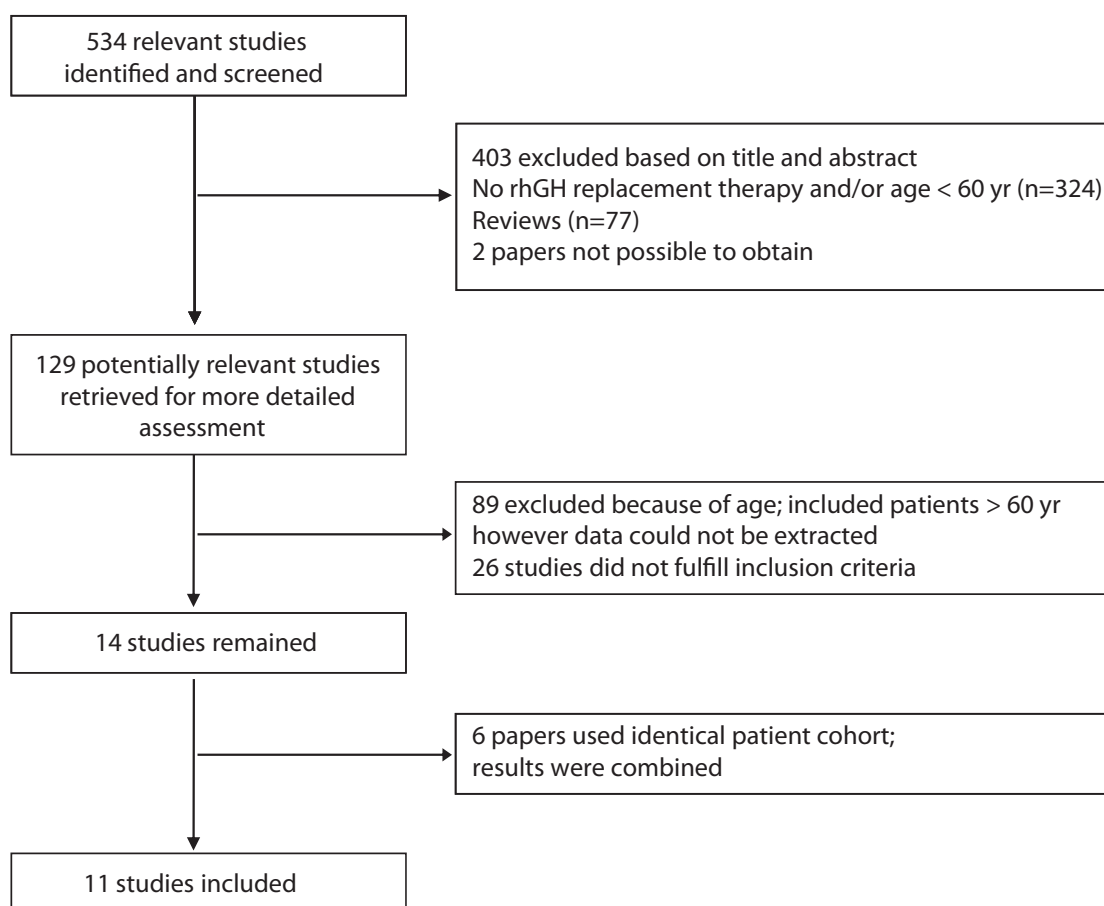 534 relevant studies
identified and screened
403 excluded based on title and abstract
No rhGH replacement therapy and/or age < 60 yr (n=324)
Reviews (n=77)
2 papers not possible to obtain
129 potentially relevant studies
retrieved for more detailed
assessment
89 excluded because of age; included patients > 60 yr
however data could not be extracted
26 studies did not fulfill inclusion criteria
14 studies remained
6 papers used identical patient cohort;
results were combined
11 studies included